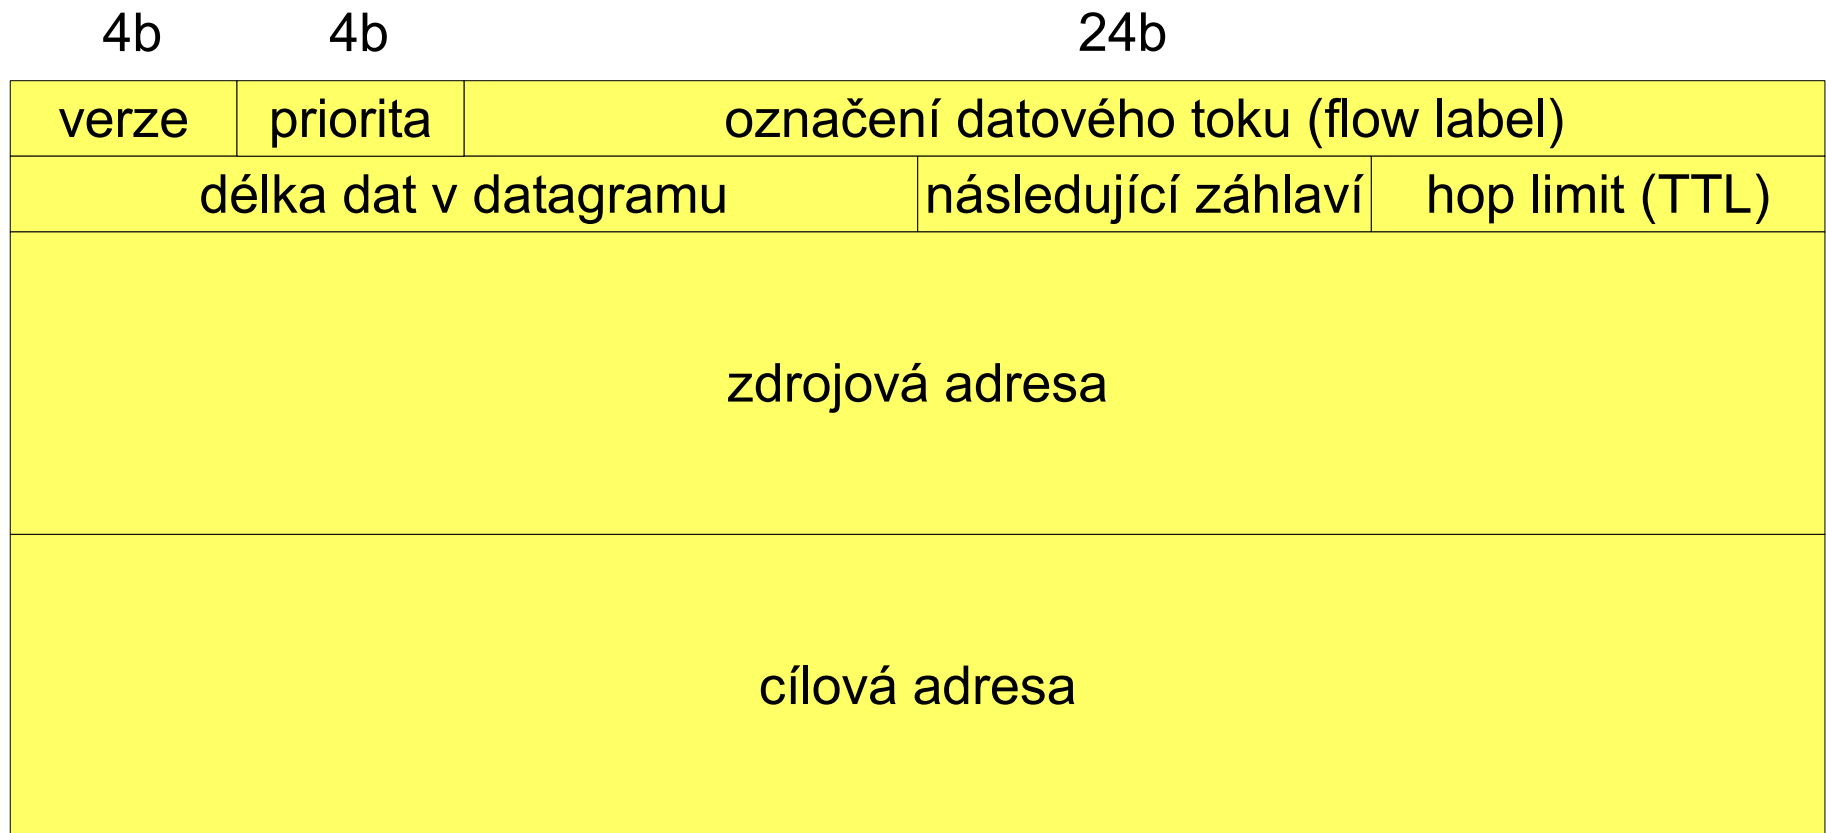 4b 4b 24b
verze priorita označení datového toku (flow label)
délka dat v datagramu následující záhlaví hop limit (TTL)
zdrojová adresa
cílová adresa